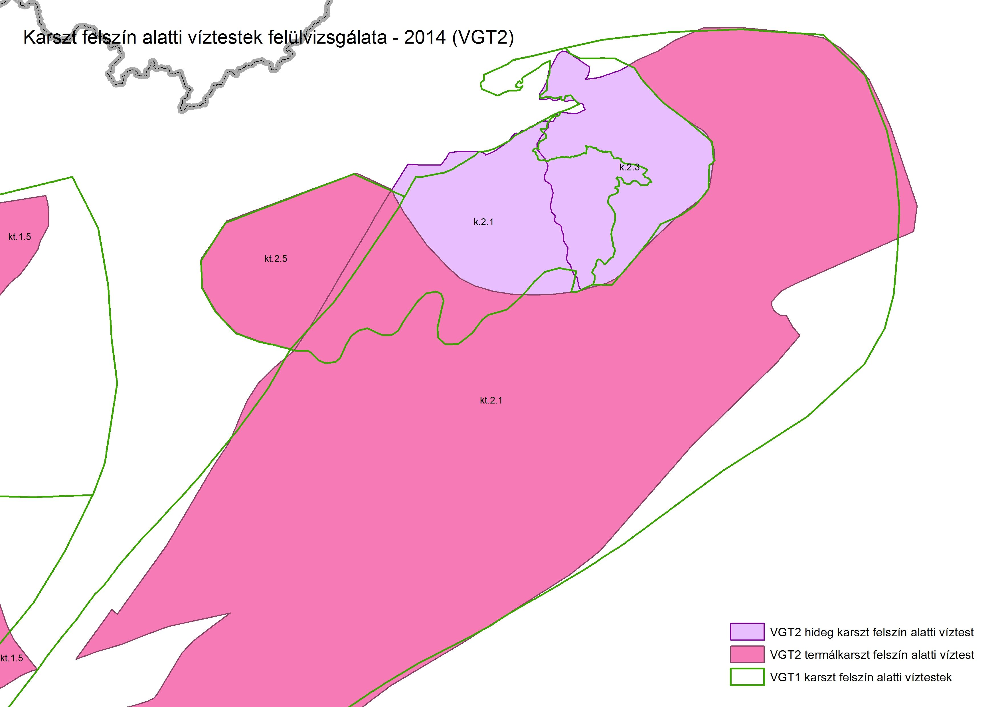 Karszt felszín alatti víztestek felülvizsgálata - 2014 (VGT2)
k.2.3
k.2.1
kt.1.5
kt.2.5
kt.2.1
VGT2 hideg karszt felszín alatti víztest
VGT2 termálkarszt felszín alatti víztest
kt.1.5
VGT1 karszt felszín alatti víztestek